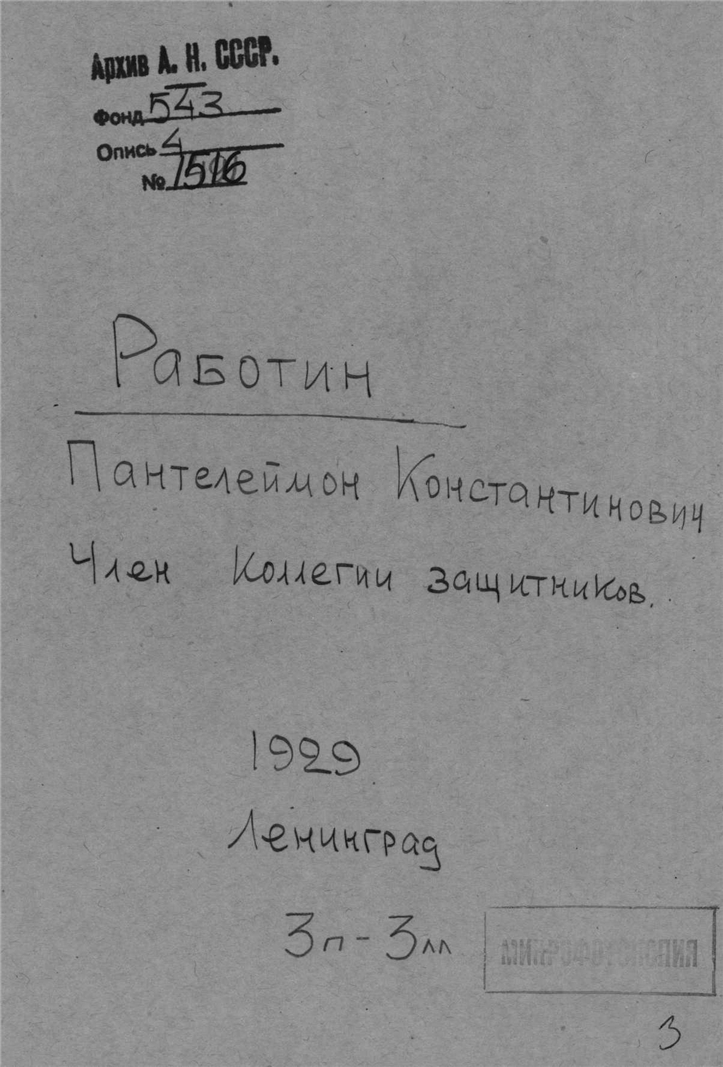 Архив А. Н. СССР.
Фонд 543
Опись 4
№ 1516
Работин
Пантелеймон Константинович
Член Коллегии защитников.
1929
Ленинград
3п - 3лл
3